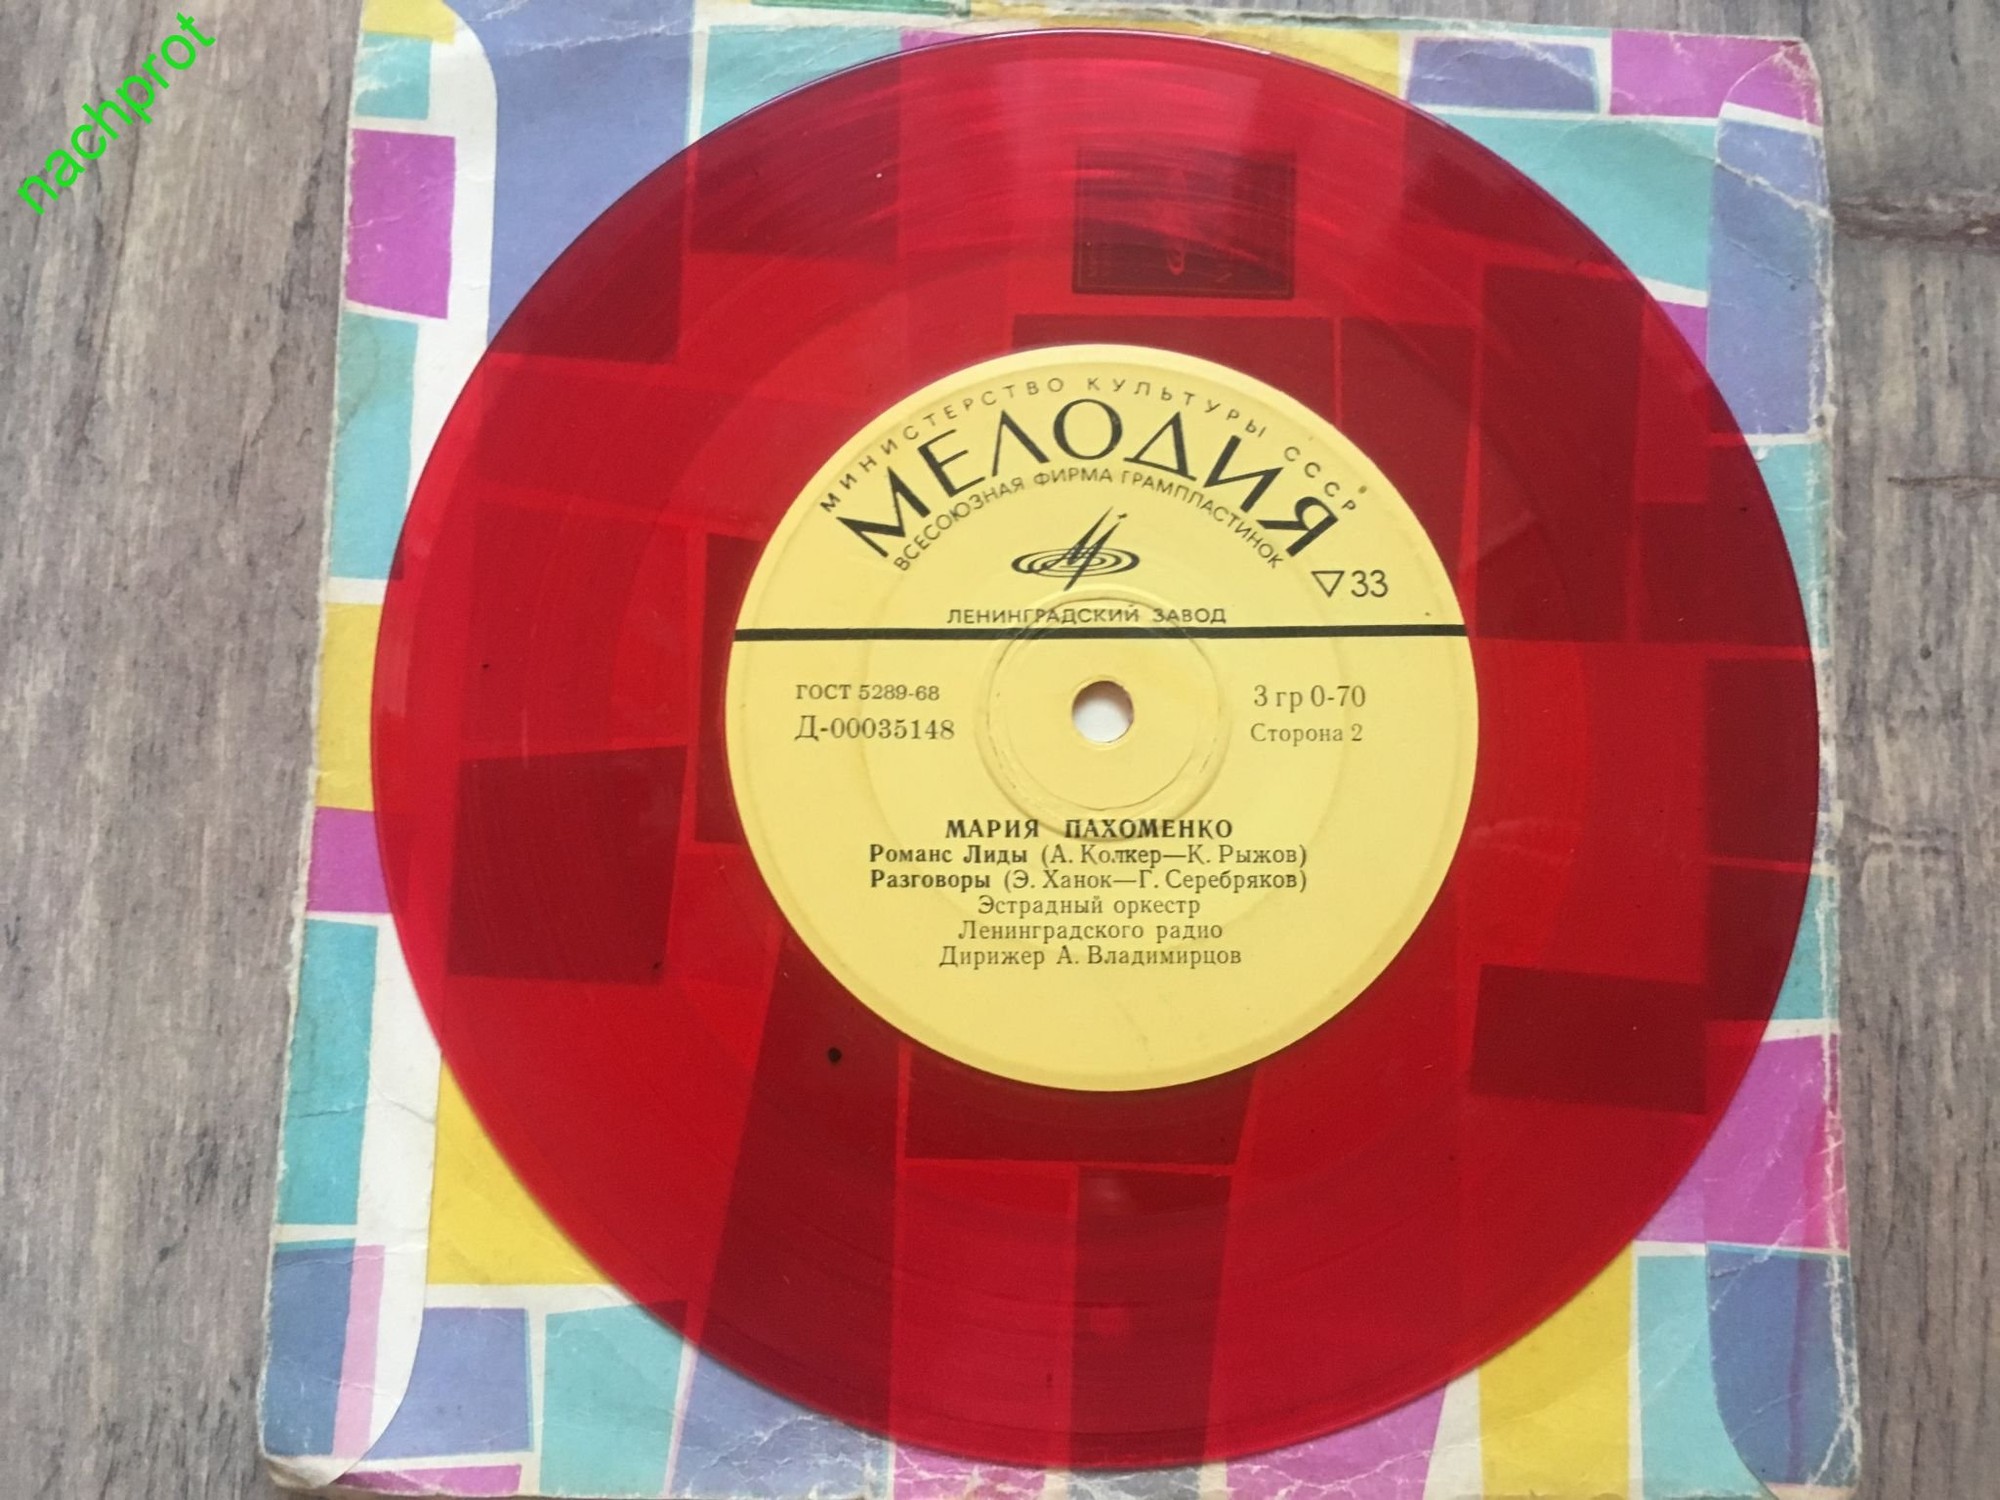 nachprot
МИНИСТЕРСТВО КУЛЬТУРЫ СССР
МЕЛОДИЯ
ВСЕСОЮЗНАЯ ФИРМА ГРАМПЛАСТИНОК
▽33
ЛЕНИНГРАДСКИЙ ЗАВОД
ГОСТ 5289-68
3 гр 0-70
Д-00035148
Сторона 2
МАРИЯ ПАХОМЕНКО
Романс Лиды (А. Колкер—К. Рыжов)
Разговоры (Э. Ханок—Г. Серебряков)
Эстрадный оркестр
Ленинградского радио
Дирижер А. Владимирцов